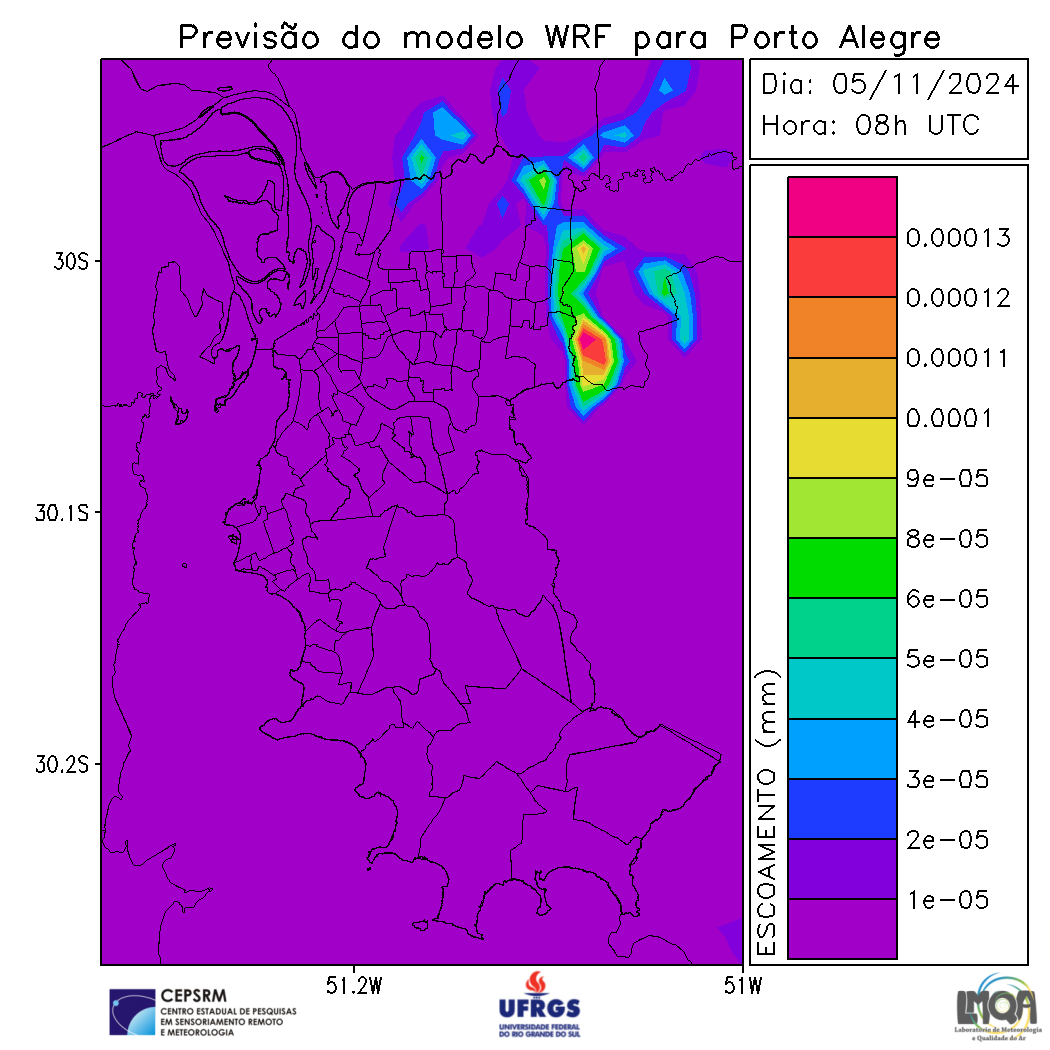 Previsão do modelo WRF para Porto Alegre
Dia: 05/11/2024
Hora: 08h UTC
0.00013
0.00012
0.00011
0.0001
9e-05
8e-05
6e-05
5e-05
4e-05
3e-05
2e-05
1e-05
ESCOAMENTO (mm)
30S
30.1S
30.2S
51.2W
51W
CEPSRM
CENTRO ESTADUAL DE PESQUISAS
EM SENSORIAMENTO REMOTO
E METEOROLOGIA
UFRGS
UNIVERSIDADE FEDERAL
DO RIO GRANDE DO SUL
LMQA
Laboratório de Meteorologia
e Qualidade do Ar